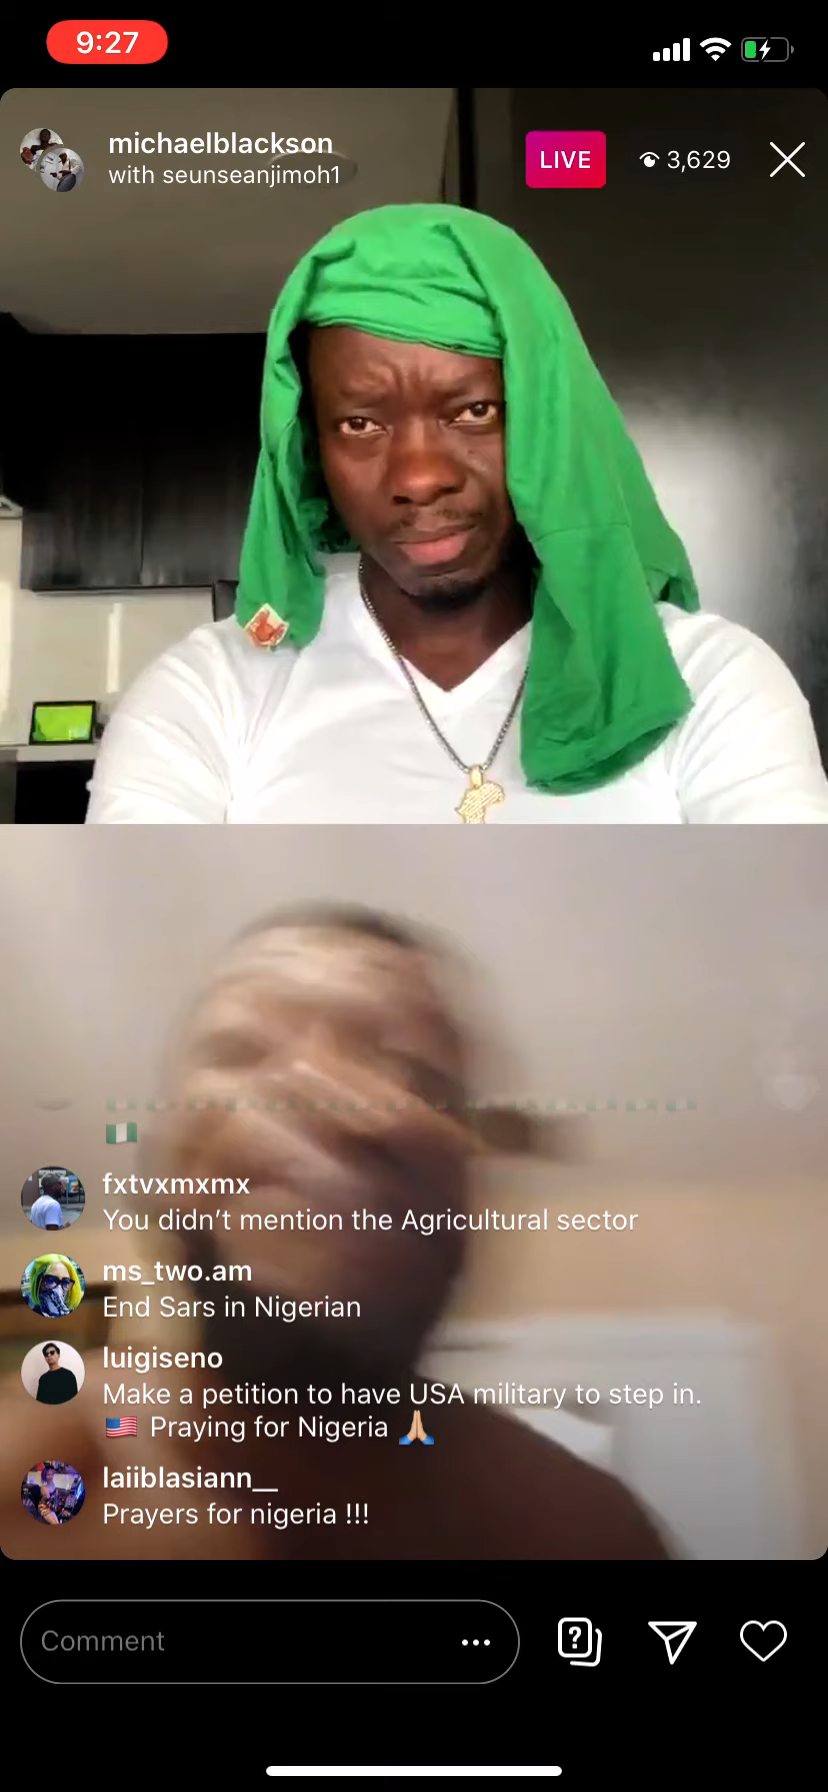 9:27
michaelblackson
with seunseanjimoh1
LIVE
3,629
fxtvxmxmx
You didn’t mention the Agricultural sector
ms_two.am
End Sars in Nigerian
luigiseno
Make a petition to have USA military to step in.
🇺🇸 Praying for Nigeria 🙏🏼
laiiblasiann__
Prayers for nigeria !!!
Comment